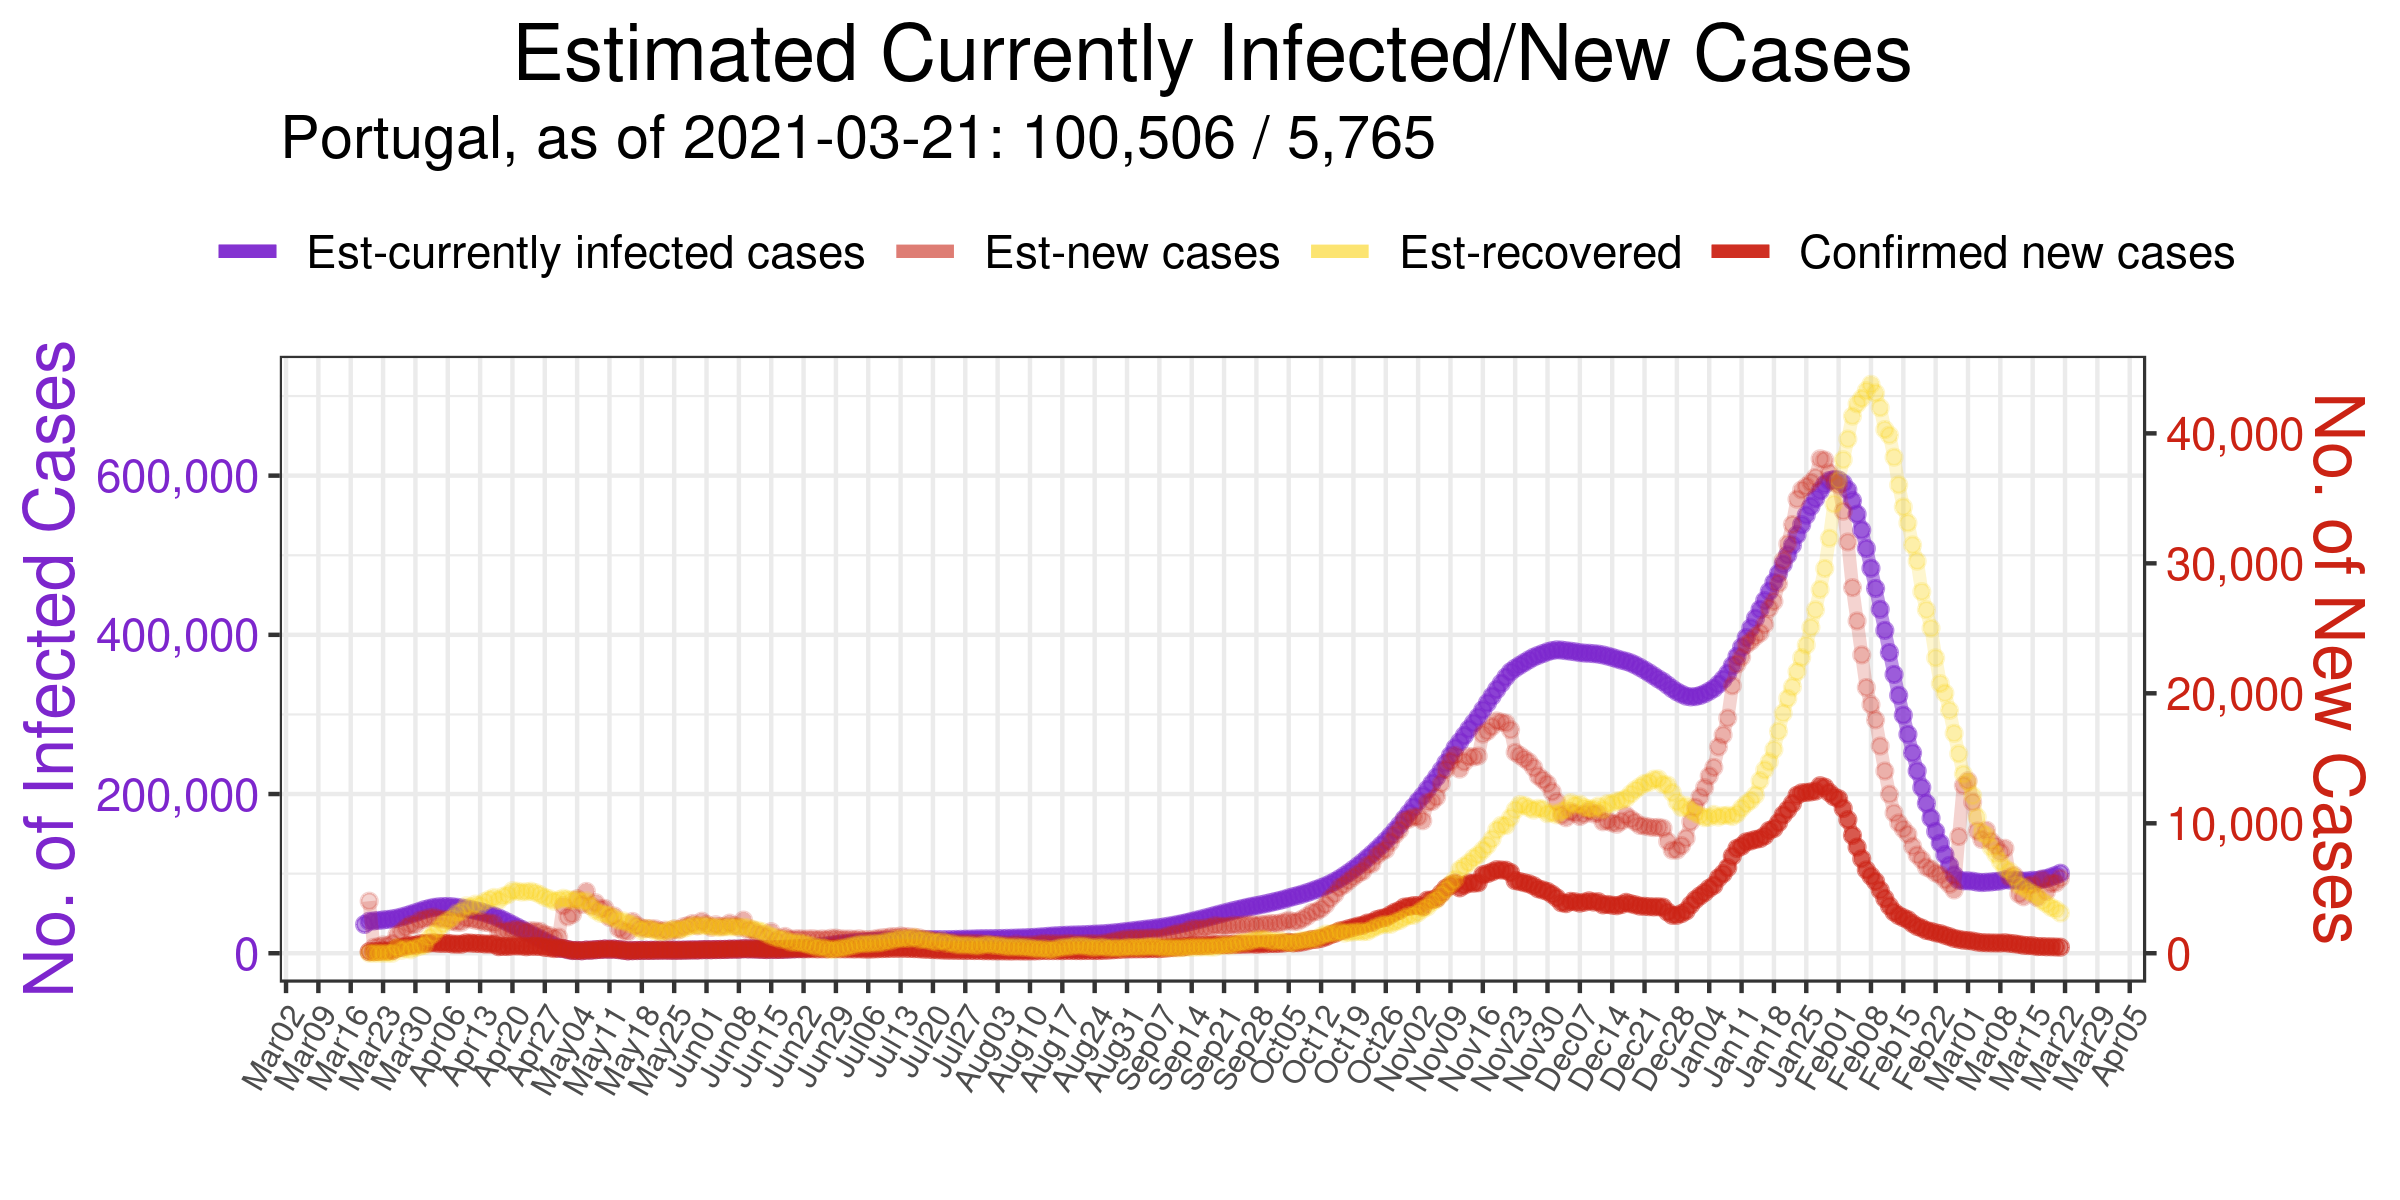 Estimated Currently Infected/New Cases
Portugal, as of 2021-03-21: 100,506 / 5,765
Est-currently infected cases Est-new cases Est-recovered Confirmed new cases
No. of Infected Cases
600,000
400,000
200,000
0
40,000
30,000
20,000
10,000
0
No. of New Cases
Mar02 Mar09 Mar16 Mar23 Mar30 Apr06 Apr13 Apr20 Apr27 May04 May11 May18 May25 Jun01 Jun08 Jun15 Jun22 Jun29 Jul06 Jul13 Jul20 Jul27 Aug03 Aug10 Aug17 Aug24 Aug31 Sep07 Sep14 Sep21 Sep28 Oct05 Oct12 Oct19 Oct26 Nov02 Nov09 Nov16 Nov23 Nov30 Dec07 Dec14 Dec21 Dec28 Jan04 Jan11 Jan18 Jan25 Feb01 Feb08 Feb15 Feb22 Mar01 Mar08 Mar15 Mar22 Mar29 Apr05